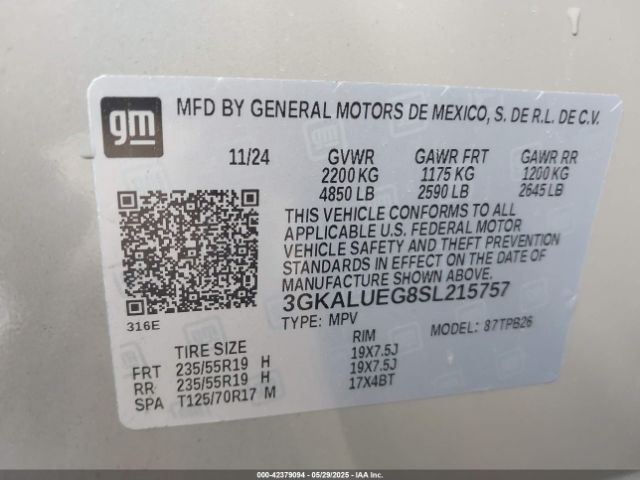 gm
MFD BY GENERAL MOTORS DE MEXICO, S. DE R.L. DE C.V.
11/24 GVWR GAWR FRT GAWR RR
2200 KG 1175 KG 1200 KG
4850 LB 2590 LB 2645 LB
THIS VEHICLE CONFORMS TO ALL
APPLICABLE U.S. FEDERAL MOTOR
VEHICLE SAFETY AND THEFT PREVENTION
STANDARDS IN EFFECT ON THE DATE OF
MANUFACTURE SHOWN ABOVE.
316E
3GKALUEG8SL215757
TYPE: MPV MODEL: 87TPB26
TIRE SIZE RIM
FRT 235/55R19 H 19X7.5J
RR 235/55R19 H 19X7.5J
SPA T125/70R17 M 17X4BT
000-42379094 - 05/29/2025 - IAAI.com